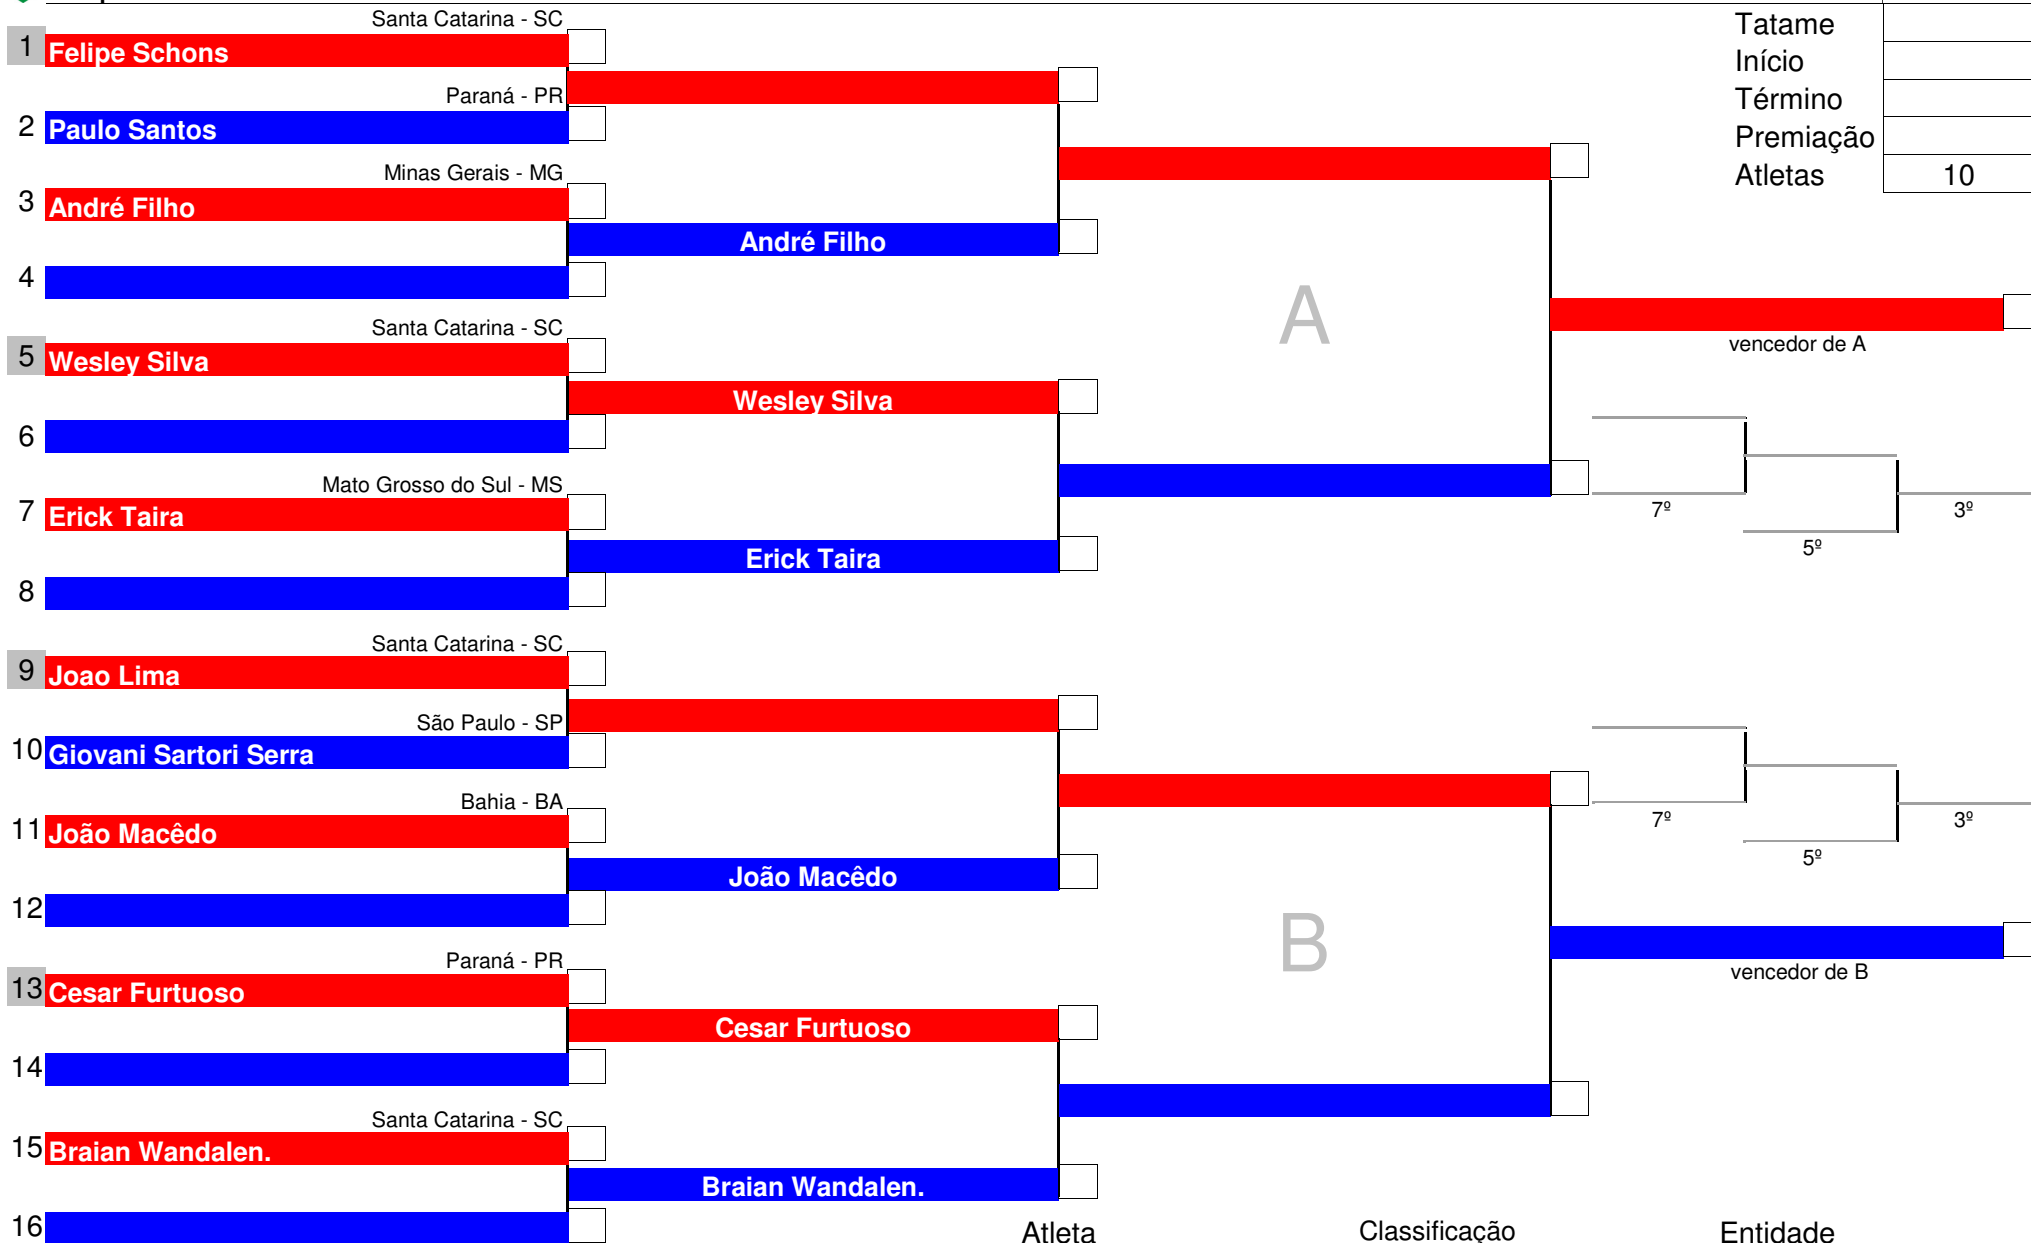 Santa Catarina - SC
1 Felipe Schons
Paraná - PR
2 Paulo Santos
Minas Gerais - MG
3 André Filho
André Filho
4
Santa Catarina - SC
5 Wesley Silva
Wesley Silva
6
Mato Grosso do Sul - MS
7 Erick Taira
Erick Taira
8
Santa Catarina - SC
9 Joao Lima
São Paulo - SP
10 Giovani Sartori Serra
Bahia - BA
11 João Macêdo
João Macêdo
12
Paraná - PR
13 Cesar Furtuoso
Cesar Furtuoso
14
Santa Catarina - SC
15 Braian Wandalen.
Braian Wandalen.
16
A
B
Tatame
Início
Término
Premiação
Atletas 10
vencedor de A
7º
5º
3º
7º
5º
3º
vencedor de B
Atleta Classificação Entidade